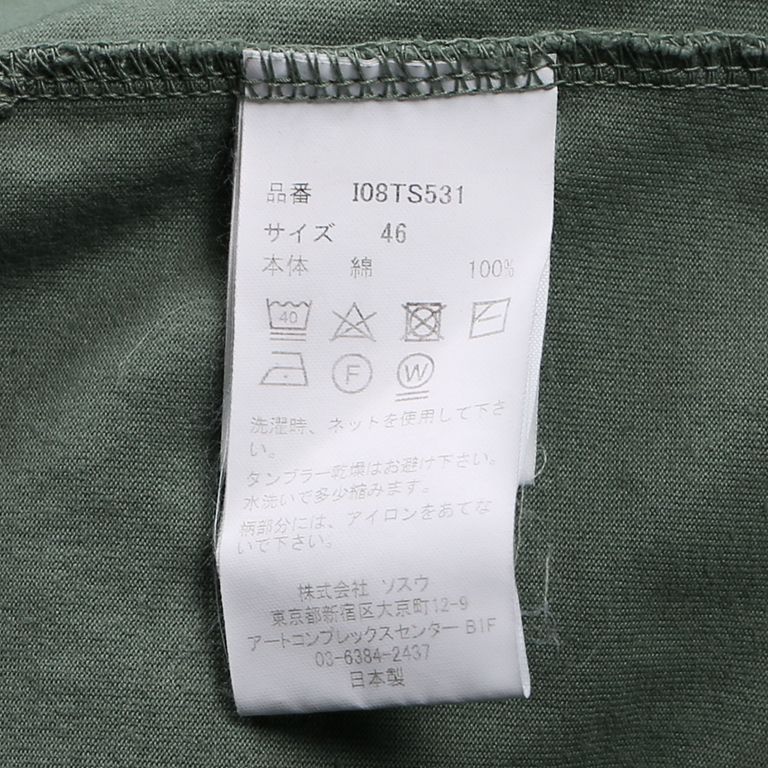 品番 I08TS531
サイズ 46
本体 綿 100%
40
F W
洗濯時、ネットを使用して下さ
い。
タンブラー乾燥はお避け下さい。
水洗いで多少縮みます。
柄部分には、アイロンをあてな
いで下さい。
株式会社 ソスウ
東京都新宿区大京町12-9
アートコンプレックスセンター B1F
03-6384-2437
日本製